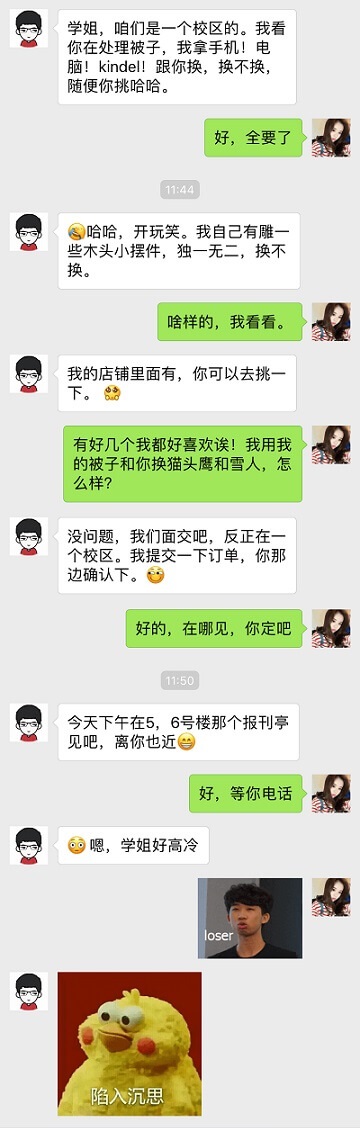 学姐，咱们是一个校区的。我看
你在处理被子，我拿手机！电
脑！kindel！跟你换，换不换，
随便你挑哈哈。
好，全要了
11:44
哈哈，开玩笑。我自己有雕一
些木头小摆件，独一无二，换不
换。
啥样的，我看看。
我的店铺里面有，你可以去挑一
下。
有好几个我都好喜欢诶！我用我
的被子和你换猫头鹰和雪人，怎
么样？
没问题，我们面交吧，反正在一
个校区。我提交一下订单，你那
边确认下。
好的，在哪见，你定吧
11:50
今天下午在5，6号楼那个报刊亭
见吧，离你也近
好，等你电话
嗯，学姐好高冷
loser
陷入沉思